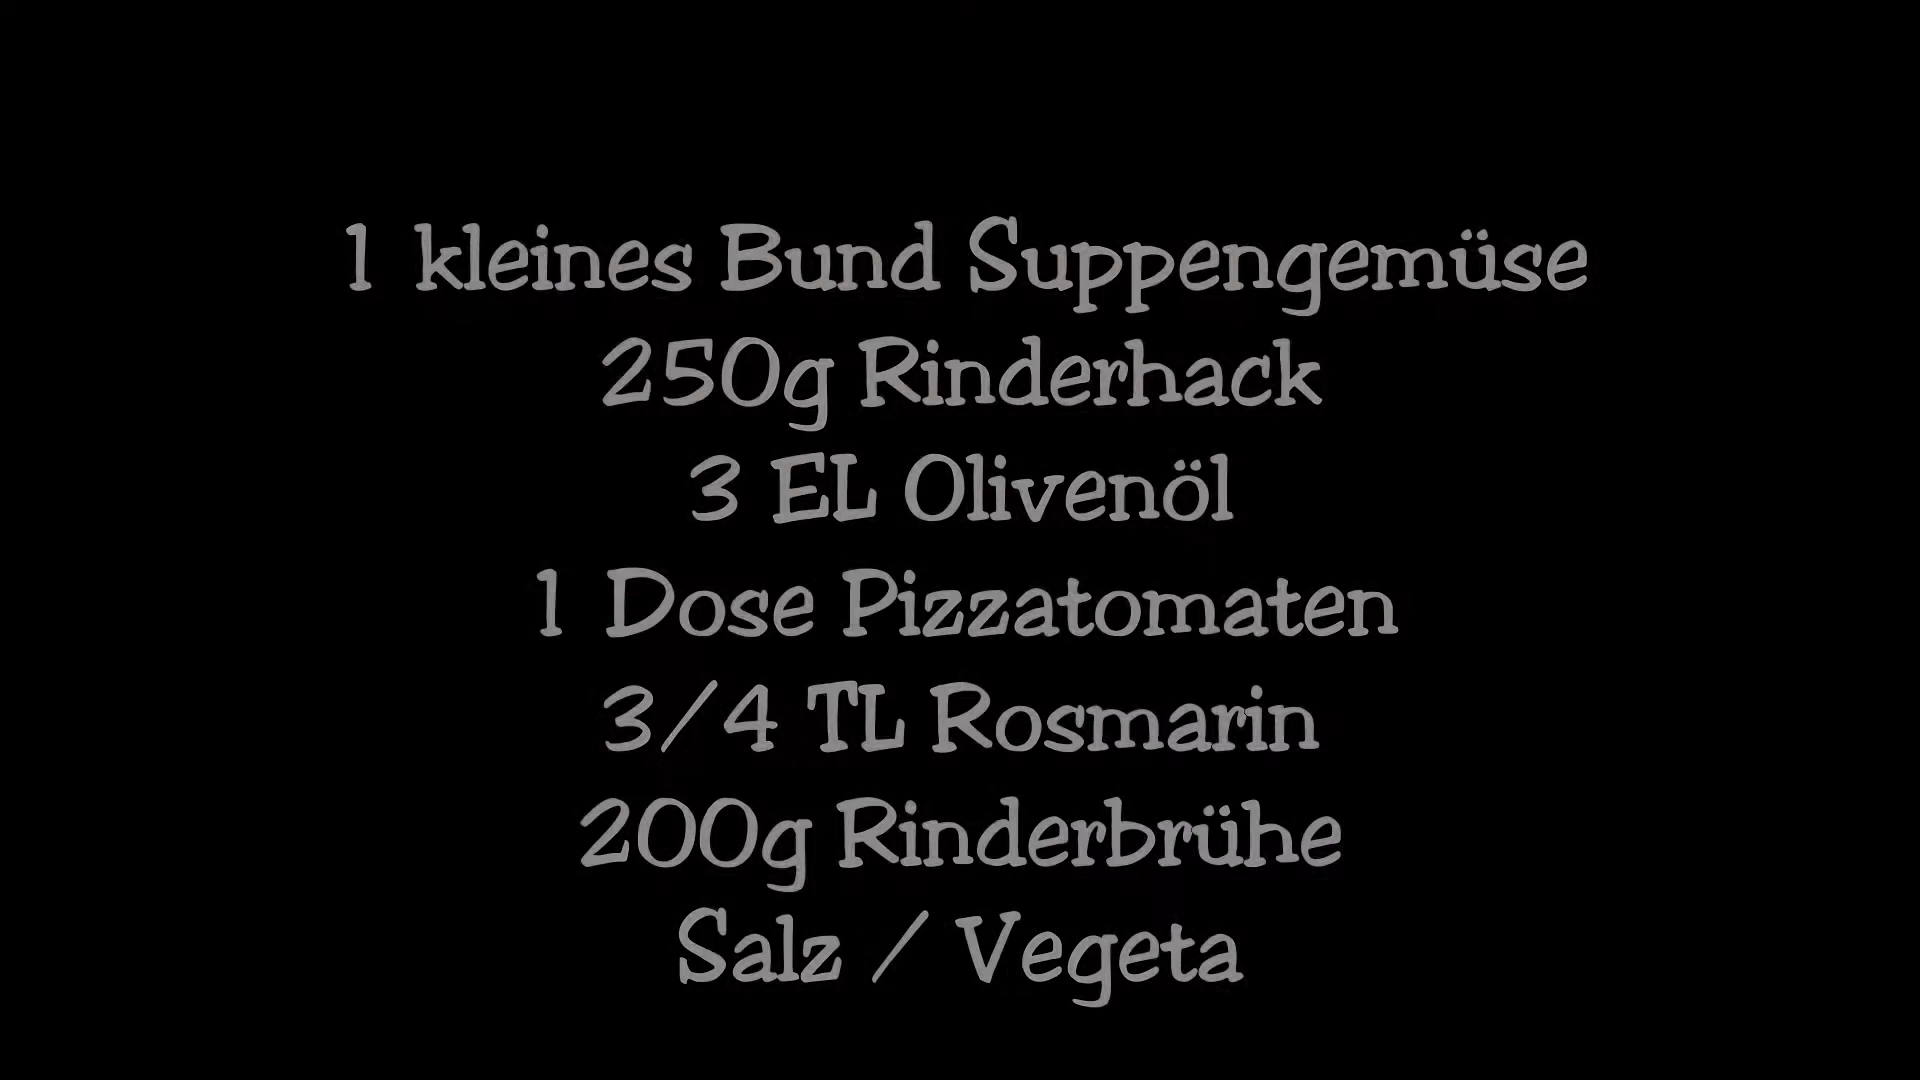 1 kleines Bund Suppengemüse
250g Rinderhack
3 EL Olivenöl
1 Dose Pizzatomaten
3/4 TL Rosmarin
200g Rinderbrühe
Salz / Vegeta